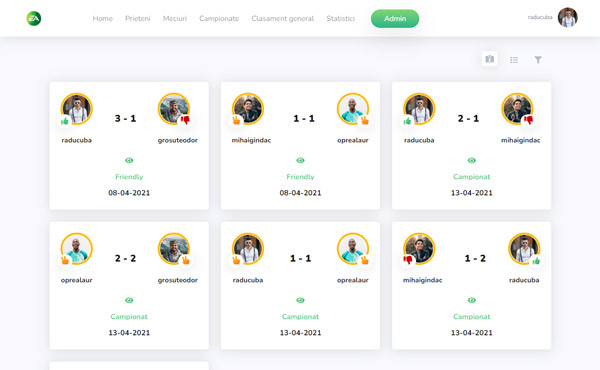 EA
Home Prieteni Meciuri Campionate Clasament general Statistici Admin raducuba
3 - 1
raducuba grosuteodor
Friendly
08-04-2021
1 - 1
mihaigindac oprealaur
Friendly
08-04-2021
2 - 1
raducuba mihaigindac
Campionat
13-04-2021
2 - 2
oprealaur grosuteodor
Campionat
13-04-2021
1 - 1
raducuba oprealaur
Campionat
13-04-2021
1 - 2
mihaigindac raducuba
Campionat
13-04-2021